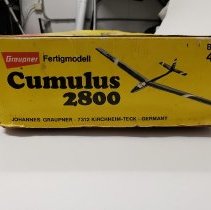 Graupner Fertigmodell
Cumulus
2800
JOHANNES GRAUPNER · 7312 KIRCHHEIM-TECK · GERMANY